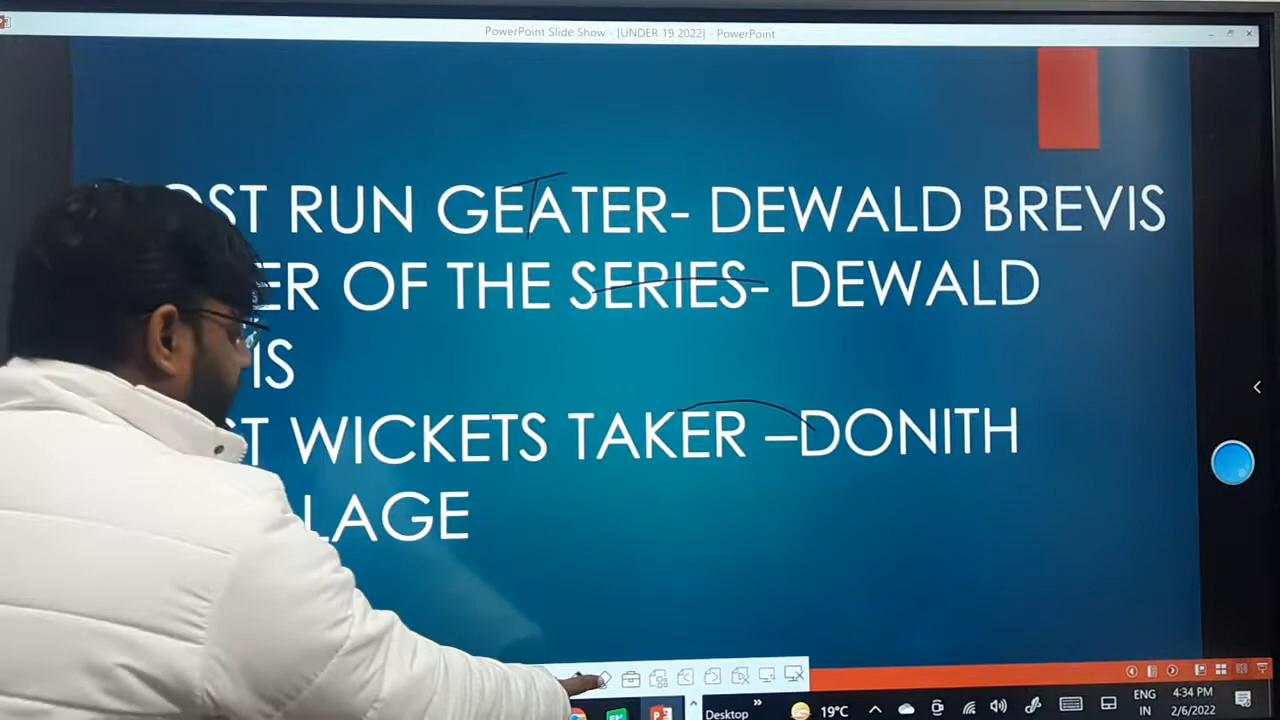 PowerPoint Slide Show - [UNDER 19 2022] - PowerPoint
OST RUN GEATER- DEWALD BREVIS
ER OF THE SERIES- DEWALD
IS
T WICKETS TAKER –DONITH
LAGE
Desktop
19°C
ENG
IN
4:34 PM
2/6/2022